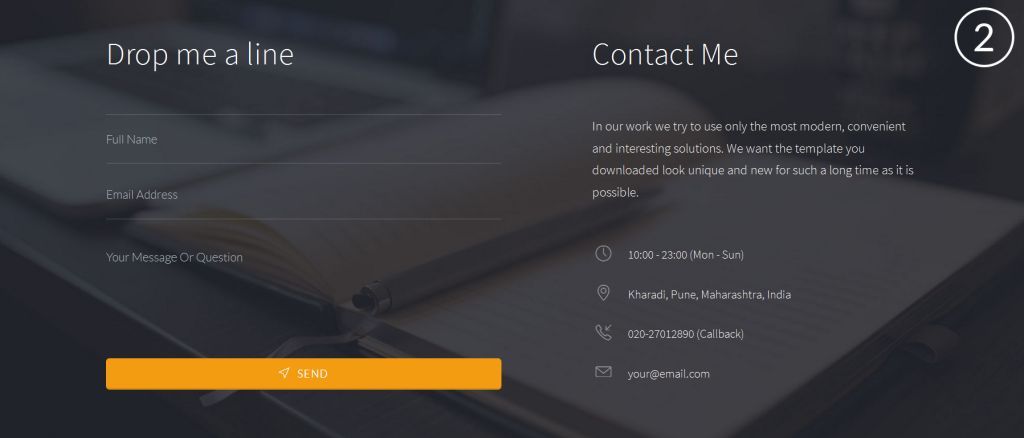 Drop me a line
Full Name
Email Address
Your Message Or Question
SEND
Contact Me
2
In our work we try to use only the most modern, convenient
and interesting solutions. We want the template you
downloaded look unique and new for such a long time as it is
possible.
10:00 - 23:00 (Mon - Sun)
Kharadi, Pune, Maharashtra, India
020-27012890 (Callback)
your@email.com